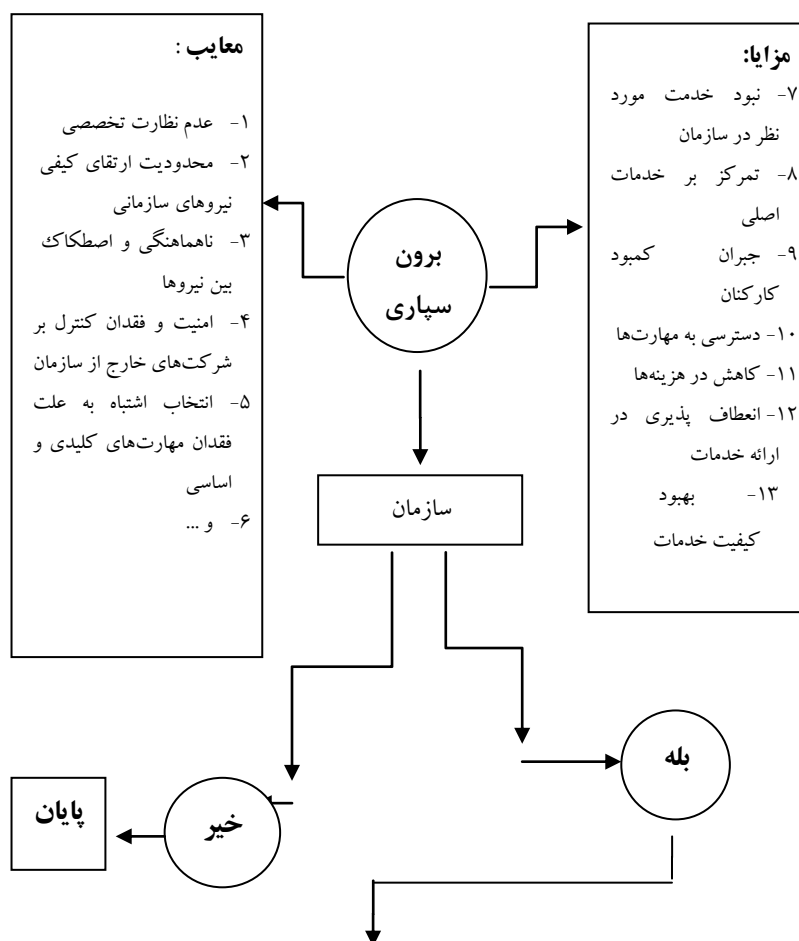 مزایا:
۷- نبود خدمت مورد
نظر در سازمان
۸- تمرکز بر خدمات
اصلی
۹- جبران کمبود
کارکنان
۱۰- دسترسی به مهارت‌ها
۱۱- کاهش در هزینه‌ها
۱۲- انعطاف پذیری در
ارائه خدمات
۱۳- بهبود
کیفیت خدمات
معایب :
۱- عدم نظارت تخصصی
۲- محدودیت ارتقای کیفی
نیروهای سازمانی
۳- ناهماهنگی و اصطکاک
بین نیروها
۴- امنیت و فقدان کنترل بر
شرکت‌های خارج از سازمان
۵- انتخاب اشتباه به علت
فقدان مهارت‌های کلیدی و
اساسی
۶- و ...
برون
سپاری
سازمان
بله
خیر
پایان